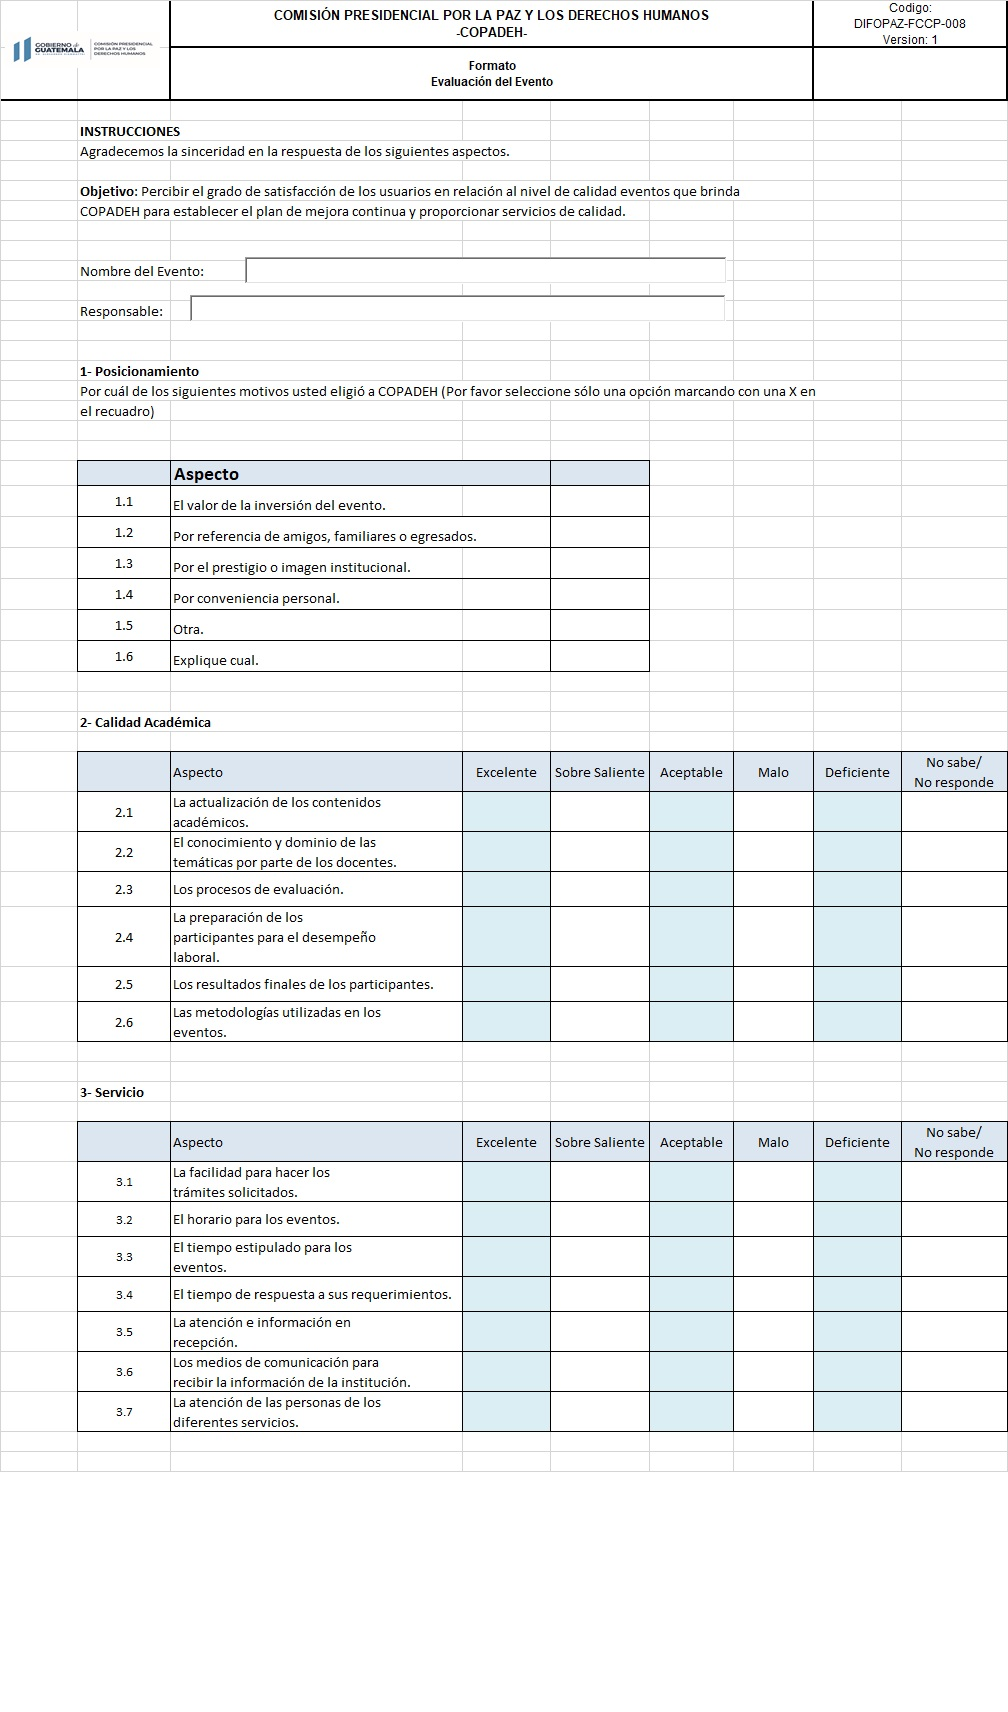 GOBIERNO de
GUATEMALA
COMISIÓN PRESIDENCIAL
POR LA PAZ Y LOS
DERECHOS HUMANOS
COMISIÓN PRESIDENCIAL POR LA PAZ Y LOS DERECHOS HUMANOS
-COPADEH-
Codigo:
DIFOPAZ-FCCP-008
Version: 1
Formato
Evaluación del Evento
INSTRUCCIONES
Agradecemos la sinceridad en la respuesta de los siguientes aspectos.
Objetivo: Percibir el grado de satisfacción de los usuarios en relación al nivel de calidad eventos que brinda
COPADEH para establecer el plan de mejora continua y proporcionar servicios de calidad.
Nombre del Evento:
Responsable:
1- Posicionamiento
Por cuál de los siguientes motivos usted eligió a COPADEH (Por favor seleccione sólo una opción marcando con una X en
el recuadro)
Aspecto
1.1 El valor de la inversión del evento.
1.2 Por referencia de amigos, familiares o egresados.
1.3 Por el prestigio o imagen institucional.
1.4 Por conveniencia personal.
1.5 Otra.
1.6 Explique cual.
2- Calidad Académica
Aspecto Excelente Sobre Saliente Aceptable Malo Deficiente No sabe/
No responde
2.1 La actualización de los contenidos
académicos.
2.2 El conocimiento y dominio de las
temáticas por parte de los docentes.
2.3 Los procesos de evaluación.
2.4 La preparación de los
participantes para el desempeño
laboral.
2.5 Los resultados finales de los participantes.
2.6 Las metodologías utilizadas en los
eventos.
3- Servicio
Aspecto Excelente Sobre Saliente Aceptable Malo Deficiente No sabe/
No responde
3.1 La facilidad para hacer los
trámites solicitados.
3.2 El horario para los eventos.
3.3 El tiempo estipulado para los
eventos.
3.4 El tiempo de respuesta a sus requerimientos.
3.5 La atención e información en
recepción.
3.6 Los medios de comunicación para
recibir la información de la institución.
3.7 La atención de las personas de los
diferentes servicios.